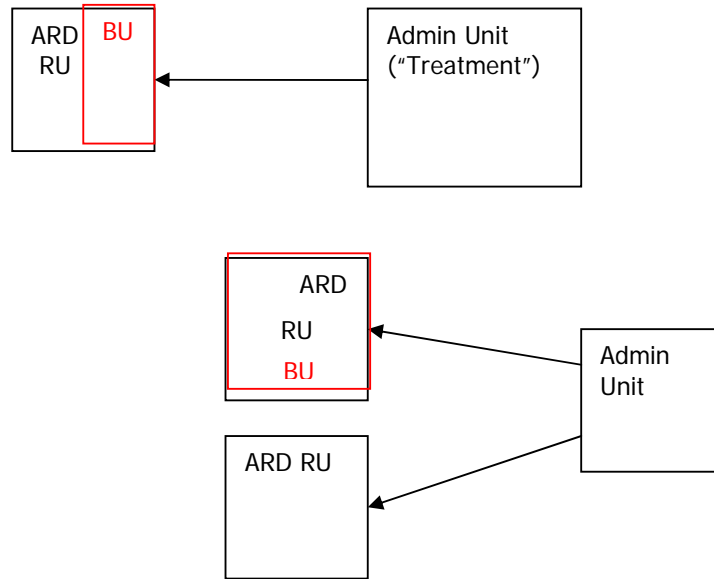 ARD
RU
BU
Admin Unit
("Treatment")
ARD
RU
BU
Admin
Unit
ARD RU